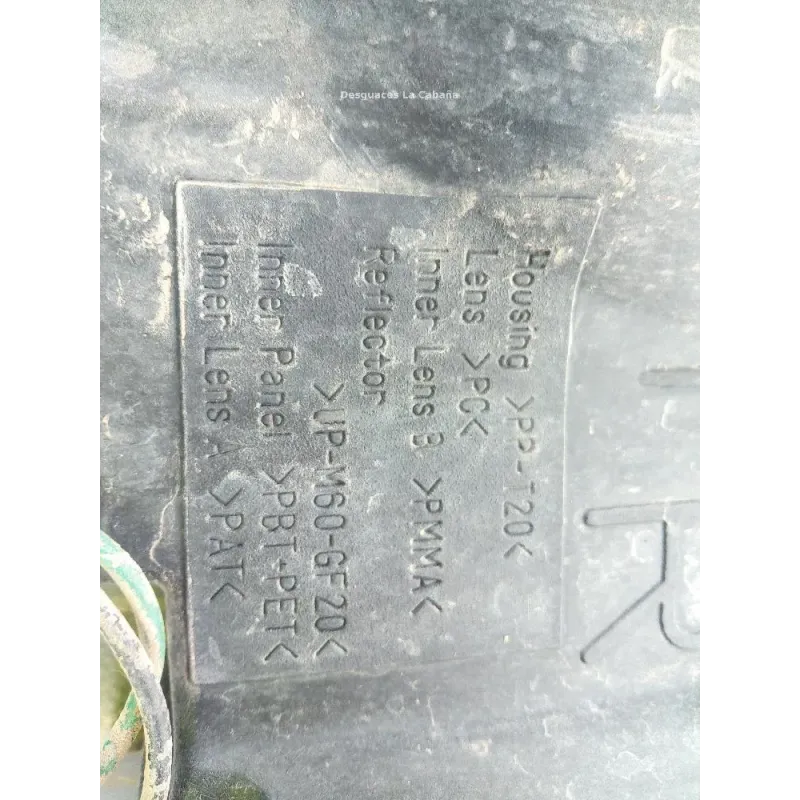 Desguaces La Cabaña
Housing >PP-T20<
Lens >PC<
Inner Lens B >PMMA<
Reflector
>UP-M60-GF20<
Inner Panel >PBT+PET<
Inner Lens A >PAT<
R